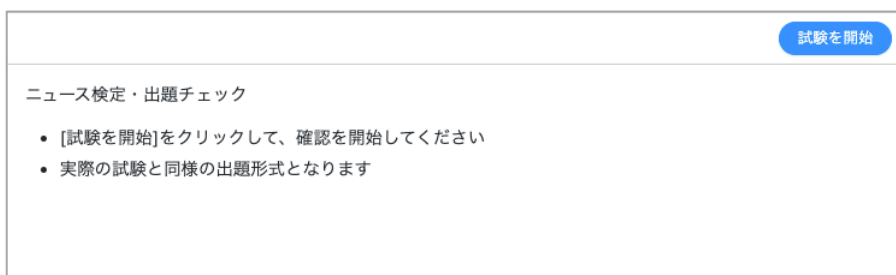 試験を開始
ニュース検定・出題チェック
• [試験を開始]をクリックして、確認を開始してください
• 実際の試験と同様の出題形式となります